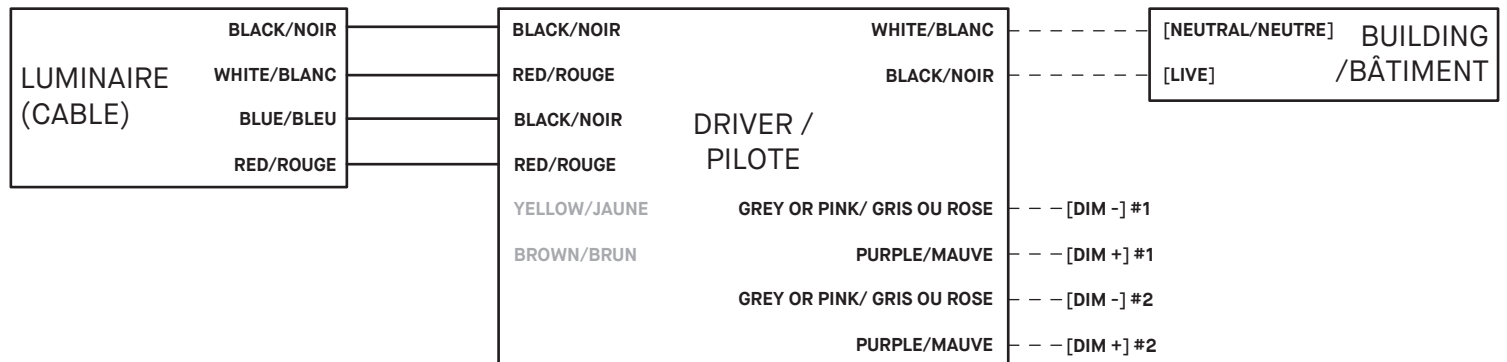 BLACK/NOIR
WHITE/BLANC
BLUE/BLEU
RED/ROUGE
LUMINAIRE
(CABLE)
BLACK/NOIR
RED/ROUGE
BLACK/NOIR
RED/ROUGE
YELLOW/JAUNE
BROWN/BRUN
DRIVER /
PILOTE
WHITE/BLANC
BLACK/NOIR
GREY OR PINK/ GRIS OU ROSE
PURPLE/MAUVE
GREY OR PINK/ GRIS OU ROSE
PURPLE/MAUVE
[NEUTRAL/NEUTRE]
[LIVE]
BUILDING
/BÂTIMENT
[DIM -] #1
[DIM +] #1
[DIM -] #2
[DIM +] #2